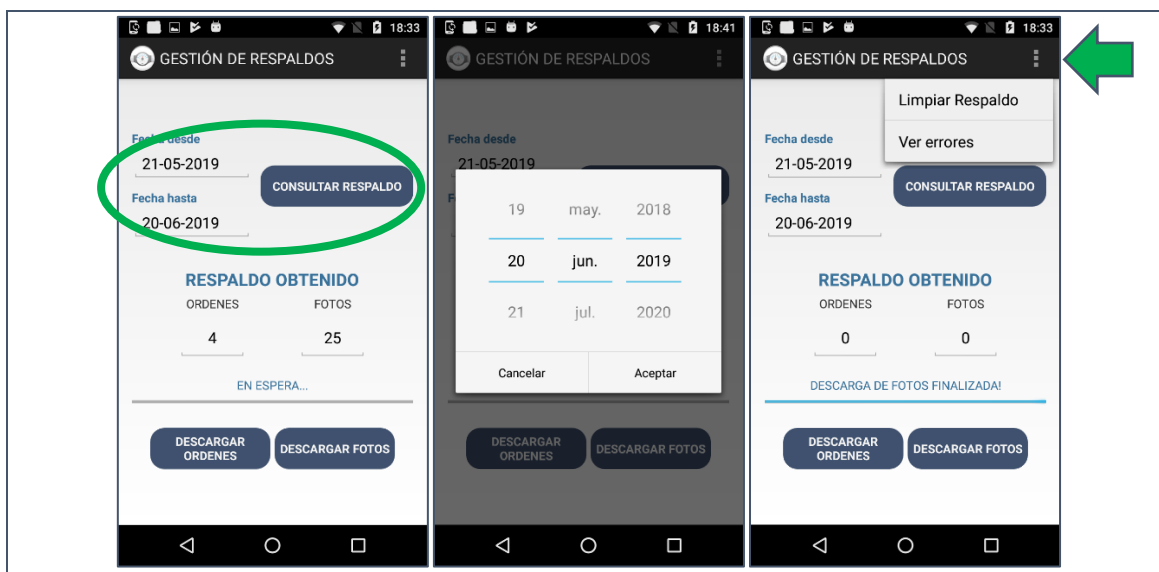 18:33
GESTIÓN DE RESPALDOS
Fecha desde
21-05-2019
CONSULTAR RESPALDO
Fecha hasta
20-06-2019
RESPALDO OBTENIDO
ORDENES FOTOS
4 25
EN ESPERA...
DESCARGAR ORDENES
DESCARGAR FOTOS
18:41
GESTIÓN DE RESPALDOS
Fecha desde
21-05-2019
19 may. 2018
20 jun. 2019
21 jul. 2020
Cancelar Aceptar
DESCARGAR ORDENES
DESCARGAR FOTOS
18:33
GESTIÓN DE RESPALDOS
Limpiar Respaldo
Ver errores
Fecha desde
21-05-2019
CONSULTAR RESPALDO
Fecha hasta
20-06-2019
RESPALDO OBTENIDO
ORDENES FOTOS
0 0
DESCARGA DE FOTOS FINALIZADA!
DESCARGAR ORDENES
DESCARGAR FOTOS